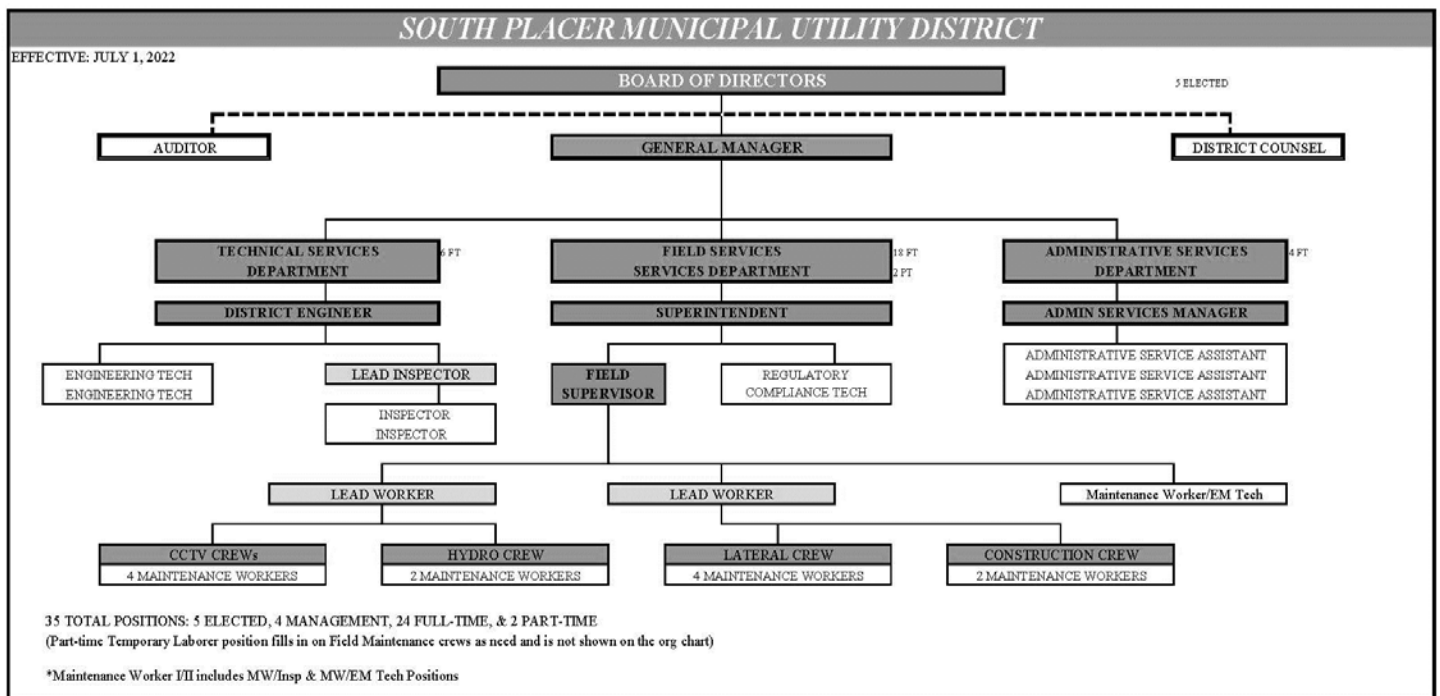 SOUTH PLACER MUNICIPAL UTILITY DISTRICT
EFFECTIVE: JULY 1, 2022
BOARD OF DIRECTORS
5 ELECTED
AUDITOR
GENERAL MANAGER
DISTRICT COUNSEL
TECHNICAL SERVICES
DEPARTMENT
6 FT
FIELD SERVICES
SERVICES DEPARTMENT
18 FT
2 PT
ADMINISTRATIVE SERVICES
DEPARTMENT
4 FT
DISTRICT ENGINEER
SUPERINTENDENT
ADMIN SERVICES MANAGER
ENGINEERING TECH
ENGINEERING TECH
LEAD INSPECTOR
INSPECTOR
INSPECTOR
FIELD
SUPERVISOR
REGULATORY
COMPLIANCE TECH
ADMINISTRATIVE SERVICE ASSISTANT
ADMINISTRATIVE SERVICE ASSISTANT
ADMINISTRATIVE SERVICE ASSISTANT
LEAD WORKER
LEAD WORKER
Maintenance Worker/EM Tech
CCTV CREWs
4 MAINTENANCE WORKERS
HYDRO CREW
2 MAINTENANCE WORKERS
LATERAL CREW
4 MAINTENANCE WORKERS
CONSTRUCTION CREW
2 MAINTENANCE WORKERS
35 TOTAL POSITIONS: 5 ELECTED, 4 MANAGEMENT, 24 FULL-TIME, & 2 PART-TIME
(Part-time Temporary Laborer position fills in on Field Maintenance crews as need and is not shown on the org chart)
*Maintenance Worker I/II includes MW/Insp & MW/EM Tech Positions